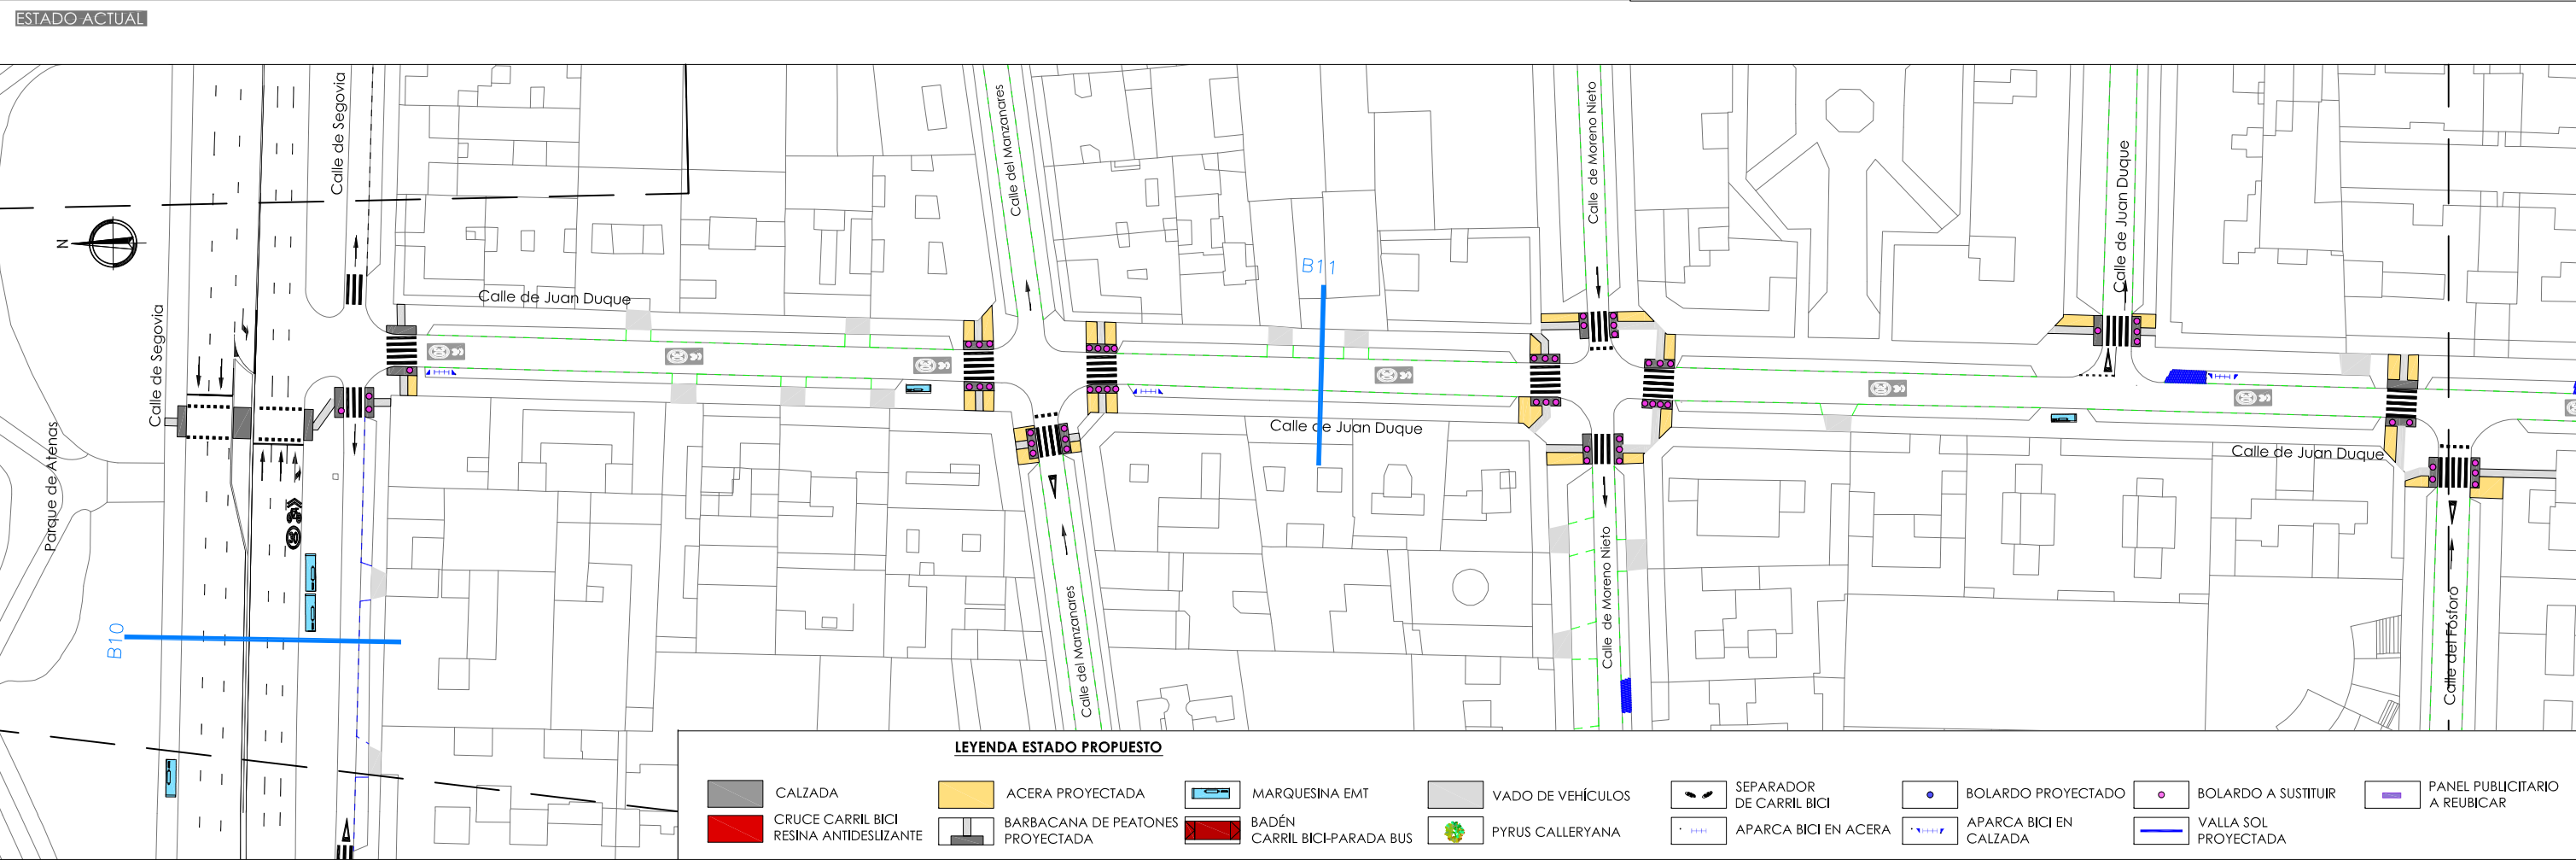 ESTADO ACTUAL
Calle de Segovia
Calle del Manzanares
Calle de Moreno Nieto
Calle de Juan Duque
N
B11
Calle de Juan Duque
Calle de Segovia
Parque de Atenas
Calle de Juan Duque
Calle de Juan Duque
B10
Calle del Manzanares
Calle de Moreno Nieto
Calle del Fósforo
LEYENDA ESTADO PROPUESTO
CALZADA
ACERA PROYECTADA
MARQUESINA EMT
VADO DE VEHÍCULOS
SEPARADOR
DE CARRIL BICI
BOLARDO PROYECTADO
BOLARDO A SUSTITUIR
PANEL PUBLICITARIO
A REUBICAR
CRUCE CARRIL BICI
RESINA ANTIDESLIZANTE
BARBACANA DE PEATONES
PROYECTADA
BADÉN
CARRIL BICI-PARADA BUS
PYRUS CALLERYANA
APARCA BICI EN ACERA
APARCA BICI EN
CALZADA
VALLA SOL
PROYECTADA